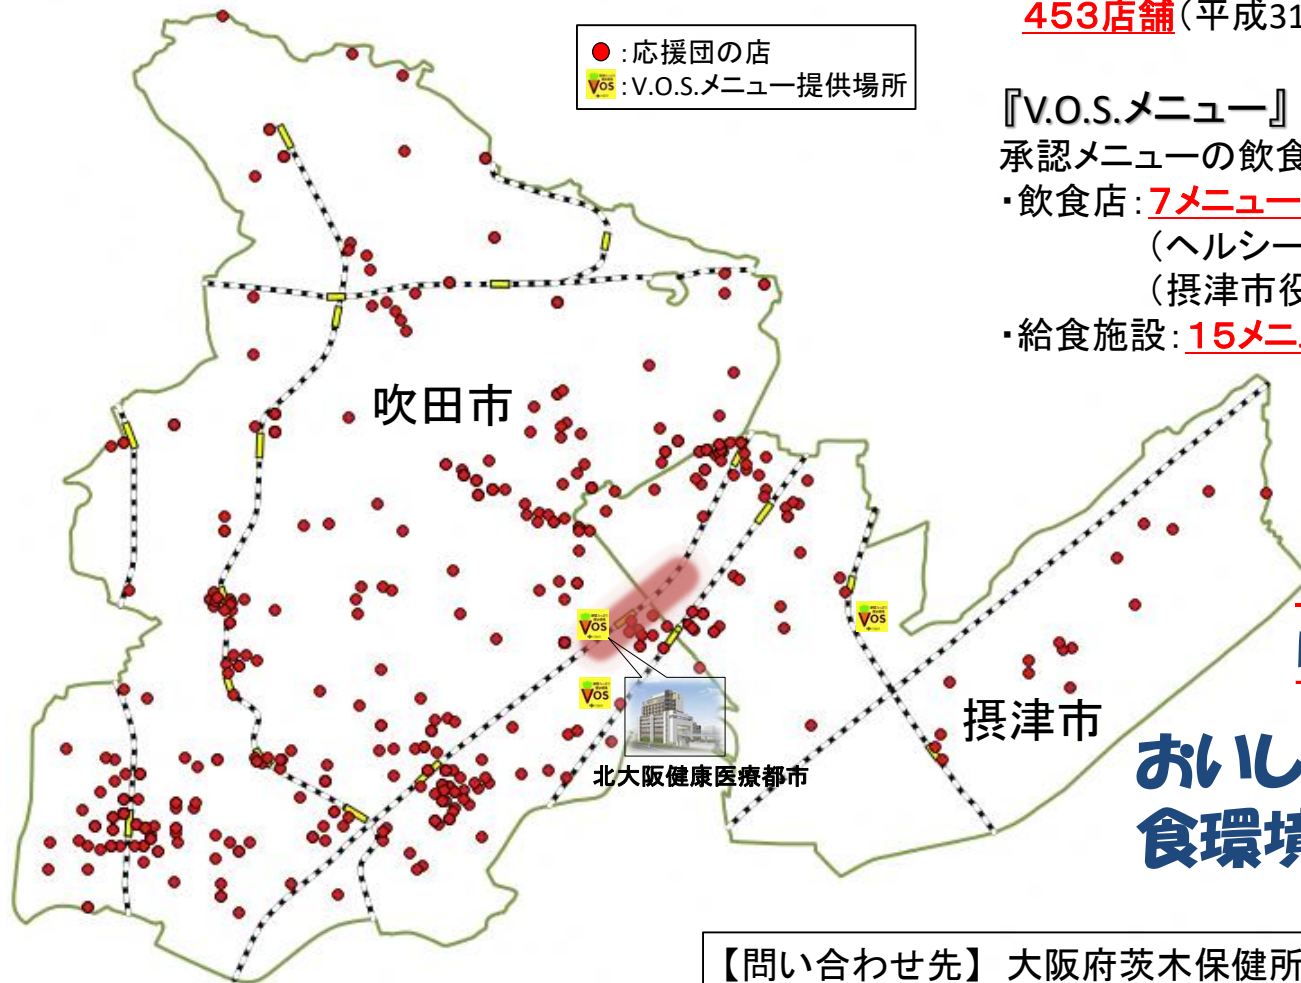 453店舗（平成31
●：応援団の店
VOS：V.O.S.メニュー提供場所
『V.O.S.メニュー』
承認メニューの飲食
・飲食店：7メニュー
（ヘルシー
（摂津市役
・給食施設：15メニ
吹田市
VOS
VOS
VOS
摂津市
北大阪健康医療都市
おいし
食環境
【問い合わせ先】大阪府茨木保健所